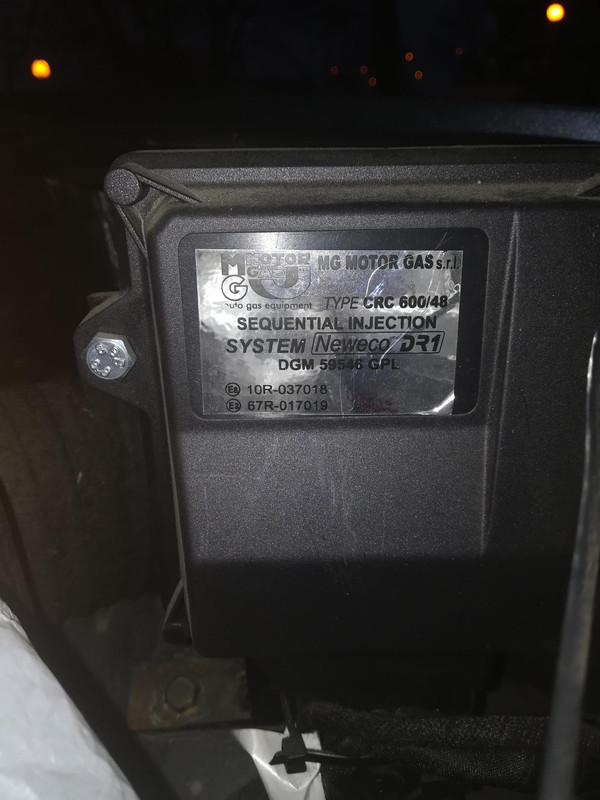 MOTOR
GAS
MG
MG MOTOR GAS s.r.l.
auto gas equipment
TYPE CRC 600/48
SEQUENTIAL INJECTION
SYSTEM Neweco DR1
DGM 59546 GPL
E8 10R-037018
67R-017019